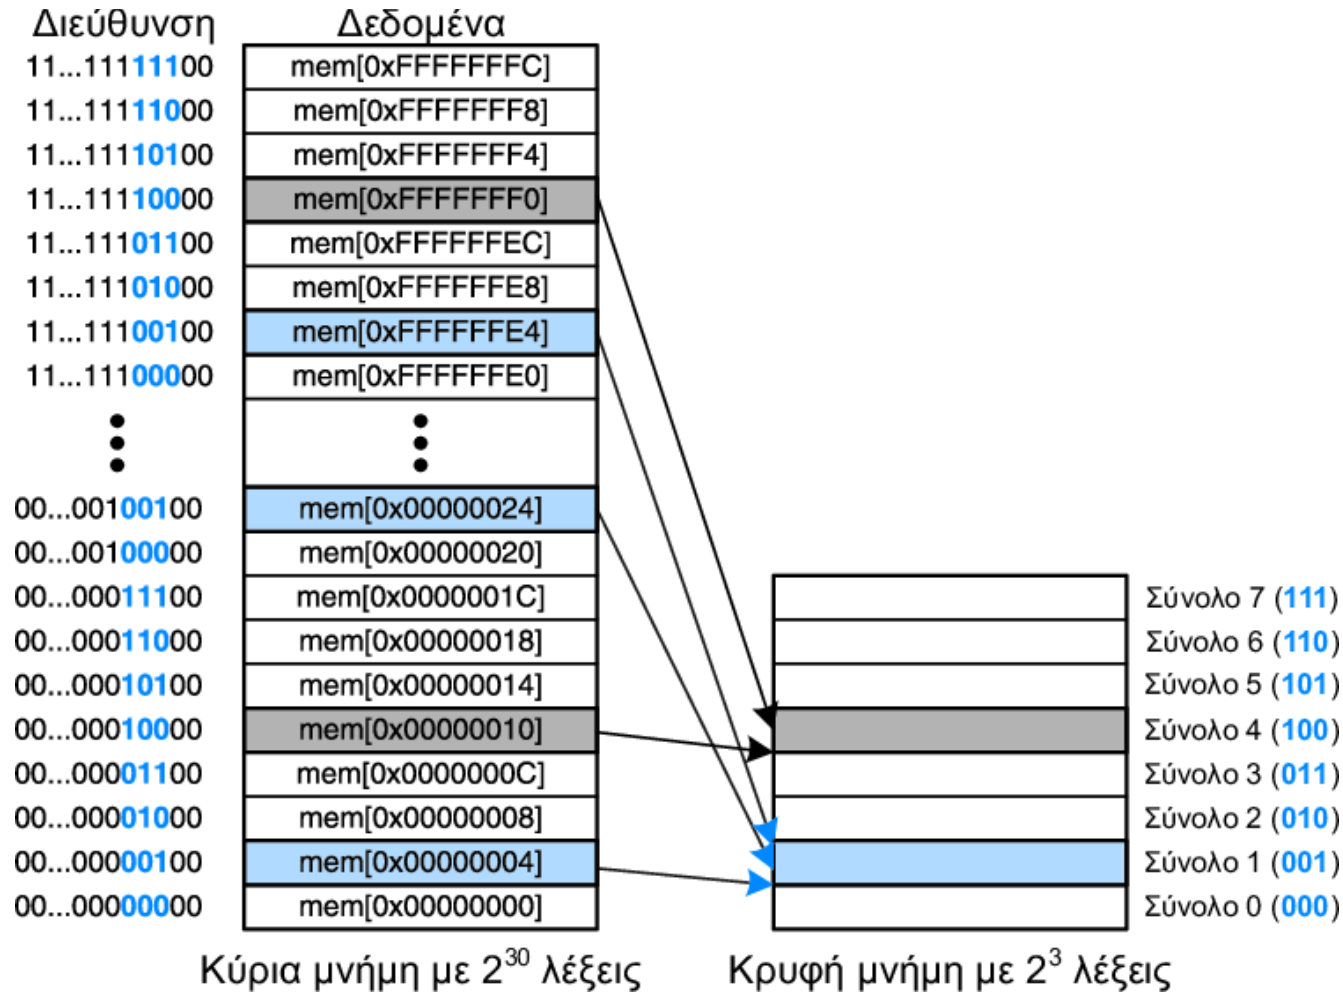 Διεύθυνση Δεδομένα
11...11111100 mem[0xFFFFFFFC]
11...11111000 mem[0xFFFFFFF8]
11...11110100 mem[0xFFFFFFF4]
11...11110000 mem[0xFFFFFFF0]
11...11101100 mem[0xFFFFFFEC]
11...11101000 mem[0xFFFFFFE8]
11...11100100 mem[0xFFFFFFE4]
11...11100000 mem[0xFFFFFFE0]
00...00100100 mem[0x00000024]
00...00100000 mem[0x00000020]
00...00011100 mem[0x0000001C] Σύνολο 7 (111)
00...00011000 mem[0x00000018] Σύνολο 6 (110)
00...00010100 mem[0x00000014] Σύνολο 5 (101)
00...00010000 mem[0x00000010] Σύνολο 4 (100)
00...00001100 mem[0x0000000C] Σύνολο 3 (011)
00...00001000 mem[0x00000008] Σύνολο 2 (010)
00...00000100 mem[0x00000004] Σύνολο 1 (001)
00...00000000 mem[0x00000000] Σύνολο 0 (000)
Κύρια μνήμη με 2³⁰ λέξεις Κρυφή μνήμη με 2³ λέξεις